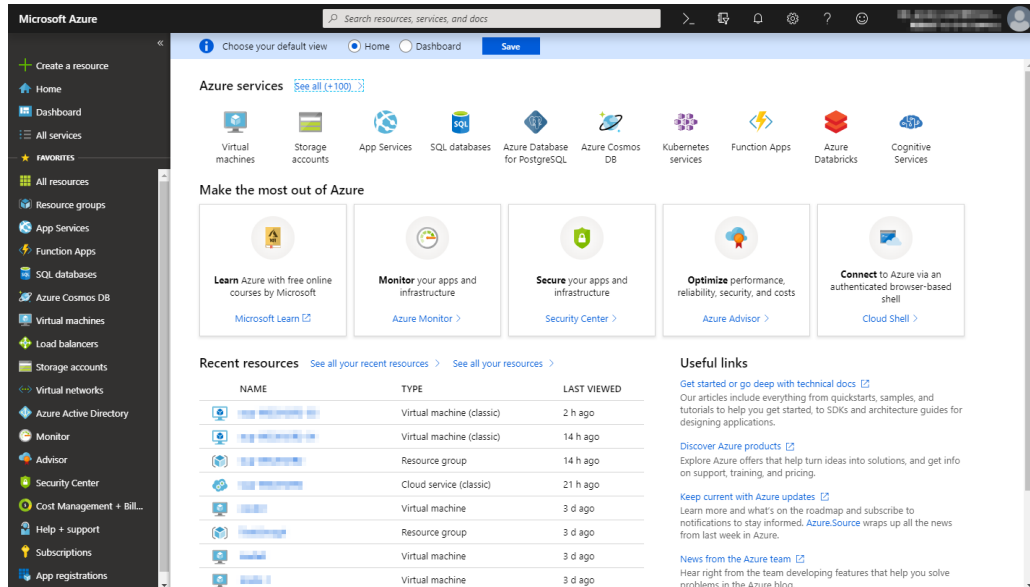 Microsoft Azure
Search resources, services, and docs
Choose your default view
Home
Dashboard
Save
Create a resource
Home
Dashboard
All services
FAVORITES
All resources
Resource groups
App Services
Function Apps
SQL databases
Azure Cosmos DB
Virtual machines
Load balancers
Storage accounts
Virtual networks
Azure Active Directory
Monitor
Advisor
Security Center
Cost Management + Bill...
Help + support
Subscriptions
App registrations
Azure services See all (+100)
Virtual
machines
Storage
accounts
App Services
SQL databases
Azure Database
for PostgreSQL
Azure Cosmos
DB
Kubernetes
services
Function Apps
Azure
Databricks
Cognitive
Services
Make the most out of Azure
Learn Azure with free online
courses by Microsoft
Microsoft Learn
Monitor your apps and
infrastructure
Azure Monitor
Secure your apps and
infrastructure
Security Center
Optimize performance,
reliability, security, and costs
Azure Advisor
Connect to Azure via an
authenticated browser-based
shell
Cloud Shell
Recent resources See all your recent resources See all your resources
NAME TYPE LAST VIEWED
Virtual machine (classic) 2 h ago
Virtual machine (classic) 14 h ago
Resource group 14 h ago
Cloud service (classic) 21 h ago
Virtual machine 3 d ago
Resource group 3 d ago
Virtual machine 3 d ago
Virtual machine 3 d ago
Useful links
Get started or go deep with technical docs
Our articles include everything from quickstarts, samples, and
tutorials to help you get started, to SDKs and architecture guides for
designing applications.
Discover Azure products
Explore Azure offers that help turn ideas into solutions, and get info
on support, training, and pricing.
Keep current with Azure updates
Learn more and what's on the roadmap and subscribe to
notifications to stay informed. Azure.Source wraps up all the news
from last week in Azure.
News from the Azure team
Hear right from the team developing features that help you solve
problems in the Azure blog.